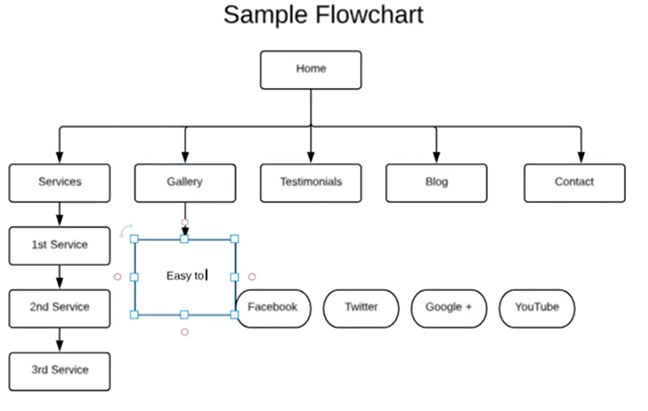 Sample Flowchart
Home
Services
Gallery
Testimonials
Blog
Contact
1st Service
Easy to
2nd Service
Facebook
Twitter
Google +
YouTube
3rd Service